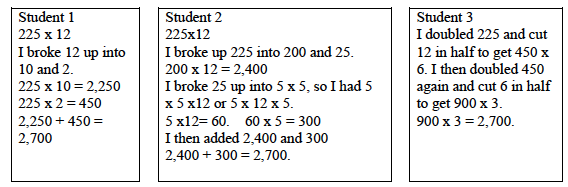 Student 1
225 x 12
I broke 12 up into
10 and 2.
225 x 10 = 2,250
225 x 2 = 450
2,250 + 450 =
2,700
Student 2
225x12
I broke up 225 into 200 and 25.
200 x 12 = 2,400
I broke 25 up into 5 x 5, so I had 5
x 5 x12 or 5 x 12 x 5.
5 x12= 60. 60 x 5 = 300
I then added 2,400 and 300
2,400 + 300 = 2,700.
Student 3
I doubled 225 and cut
12 in half to get 450 x
6. I then doubled 450
again and cut 6 in half
to get 900 x 3.
900 x 3 = 2,700.